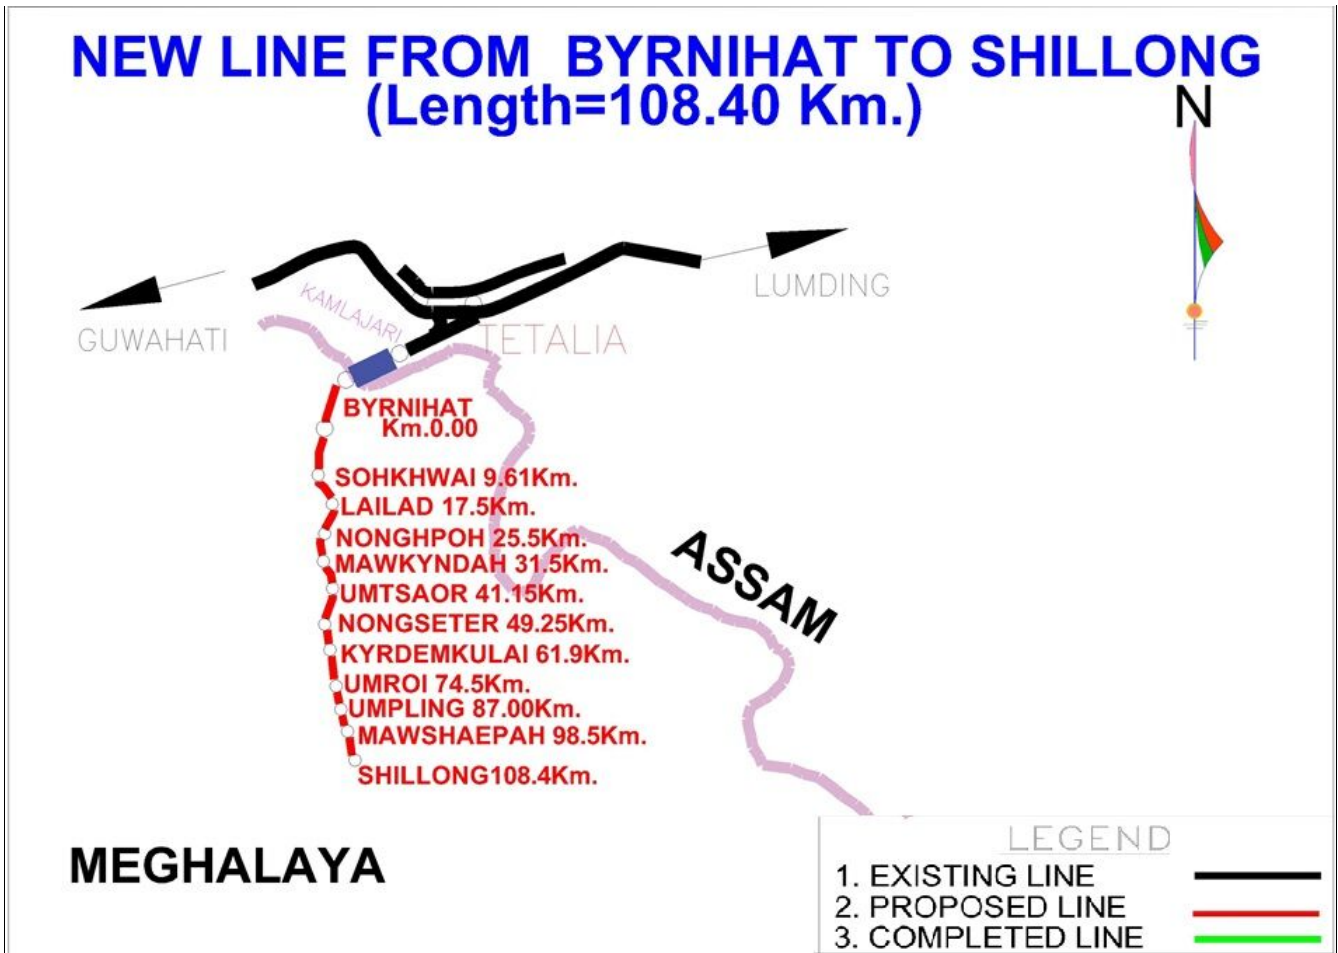 NEW LINE FROM BYRNIHAT TO SHILLONG
(Length=108.40 Km.)
N
LUMDING
KAMLAJARI
GUWAHATI
TETALIA
BYRNIHAT
Km.0.00
SOHKHWAI 9.61Km.
LAILAD 17.5Km.
NONGHPOH 25.5Km.
MAWKYNDAH 31.5Km.
UMTSAOR 41.15Km.
NONGSETER 49.25Km.
KYRDEMKULAI 61.9Km.
UMROI 74.5Km.
UMPLING 87.00Km.
MAWSHAEPAH 98.5Km.
SHILLONG108.4Km.
ASSAM
MEGHALAYA
LEGEND
1. EXISTING LINE
2. PROPOSED LINE
3. COMPLETED LINE